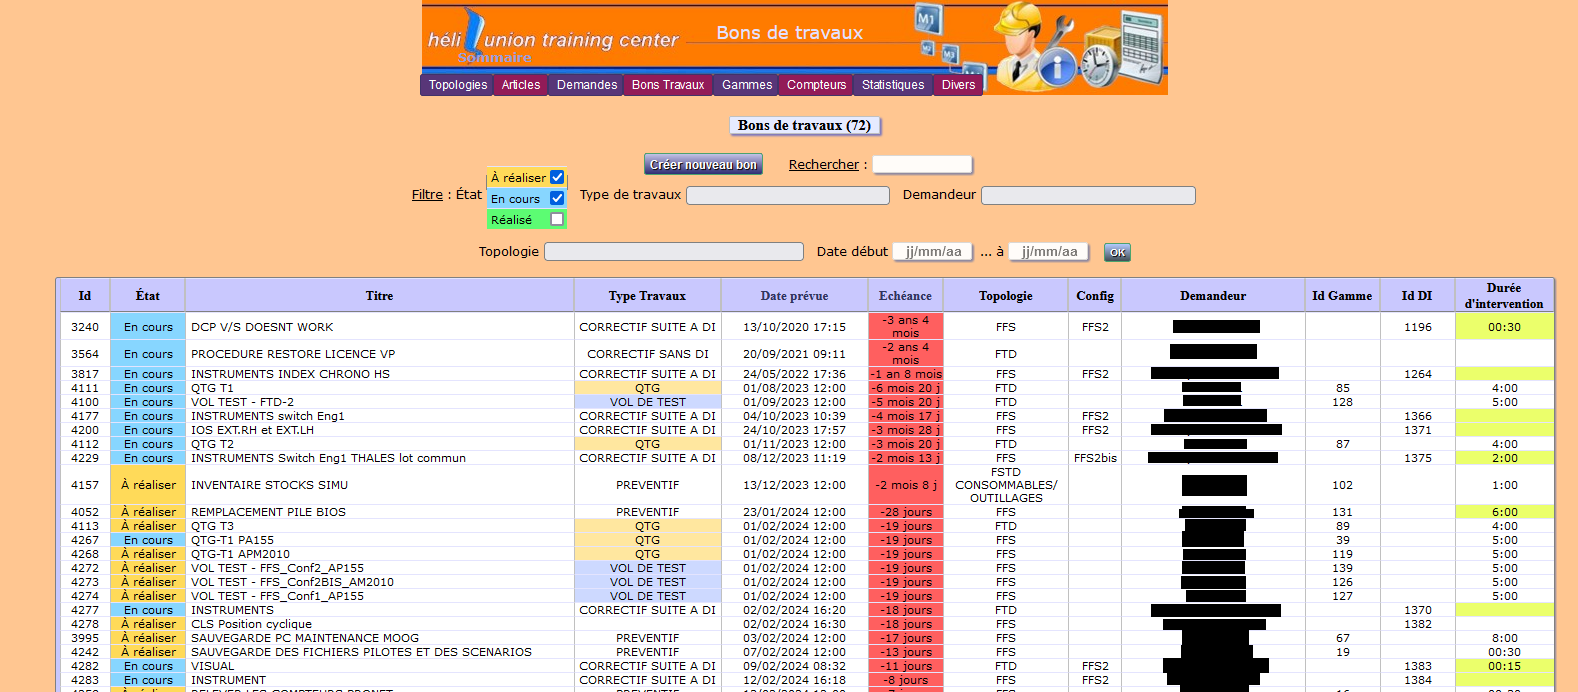 héli union training center
Sommaire
Bons de travaux
M1
M2
M3
Topologies Articles Demandes Bons Travaux Gammes Compteurs Statistiques Divers
Bons de travaux (72)
Créer nouveau bon Rechercher :
Filtre : État À réaliser Type de travaux Demandeur
En cours
Réalisé
Topologie Date début jj/mm/aa ... à jj/mm/aa OK
Id État Titre Type Travaux Date prévue Echéance Topologie Config Demandeur Id Gamme Id DI Durée d'intervention
3240 En cours DCP V/S DOESNT WORK CORRECTIF SUITE A DI 13/10/2020 17:15 -3 ans 4 mois FFS FFS2 1196 00:30
3564 En cours PROCEDURE RESTORE LICENCE VP CORRECTIF SANS DI 20/09/2021 09:11 -2 ans 4 mois FTD
3817 En cours INSTRUMENTS INDEX CHRONO HS CORRECTIF SUITE A DI 24/05/2022 17:36 -1 an 8 mois FFS FFS2 1264
4111 En cours QTG T1 QTG 01/08/2023 12:00 -6 mois 20 j FTD 85 4:00
4100 En cours VOL TEST - FTD-2 VOL DE TEST 01/09/2023 12:00 -5 mois 20 j FTD 128 5:00
4177 En cours INSTRUMENTS switch Eng1 CORRECTIF SUITE A DI 04/10/2023 10:39 -4 mois 17 j FFS FFS2 1366
4200 En cours IOS EXT.RH et EXT.LH CORRECTIF SUITE A DI 24/10/2023 17:57 -3 mois 28 j FFS FFS2 1371
4112 En cours QTG T2 QTG 01/11/2023 12:00 -3 mois 20 j FTD 87 4:00
4229 En cours INSTRUMENTS Switch Eng1 THALES lot commun CORRECTIF SUITE A DI 08/12/2023 11:19 -2 mois 13 j FFS FFS2bis 1375 2:00
4157 À réaliser INVENTAIRE STOCKS SIMU PREVENTIF 13/12/2023 12:00 -2 mois 8 j FSTD CONSOMMABLES/ OUTILLAGES 102 1:00
4052 À réaliser REMPLACEMENT PILE BIOS PREVENTIF 23/01/2024 12:00 -28 jours FFS 131 6:00
4113 À réaliser QTG T3 QTG 01/02/2024 12:00 -19 jours FTD 89 4:00
4267 En cours QTG-T1 PA155 QTG 01/02/2024 12:00 -19 jours FFS 39 5:00
4268 À réaliser QTG-T1 APM2010 QTG 01/02/2024 12:00 -19 jours FFS 119 5:00
4272 À réaliser VOL TEST - FFS_Conf2_AP155 VOL DE TEST 01/02/2024 12:00 -19 jours FFS 139 5:00
4273 À réaliser VOL TEST - FFS_Conf2BIS_AM2010 VOL DE TEST 01/02/2024 12:00 -19 jours FFS 126 5:00
4274 À réaliser VOL TEST - FFS_Conf1_AP155 VOL DE TEST 01/02/2024 12:00 -19 jours FFS 127 5:00
4277 En cours INSTRUMENTS CORRECTIF SUITE A DI 02/02/2024 16:20 -18 jours FTD 1370
4278 À réaliser CLS Position cyclique 02/02/2024 16:30 -18 jours FFS 1382
3995 À réaliser SAUVEGARDE PC MAINTENANCE MOOG PREVENTIF 03/02/2024 12:00 -17 jours FFS 67 8:00
4242 À réaliser SAUVEGARDE DES FICHIERS PILOTES ET DES SCENARIOS PREVENTIF 07/02/2024 12:00 -13 jours FFS 19 00:30
4282 En cours VISUAL CORRECTIF SUITE A DI 09/02/2024 08:32 -11 jours FTD FFS2 1383 00:15
4283 En cours INSTRUMENT CORRECTIF SUITE A DI 12/02/2024 16:18 -8 jours FFS FFS2 1384